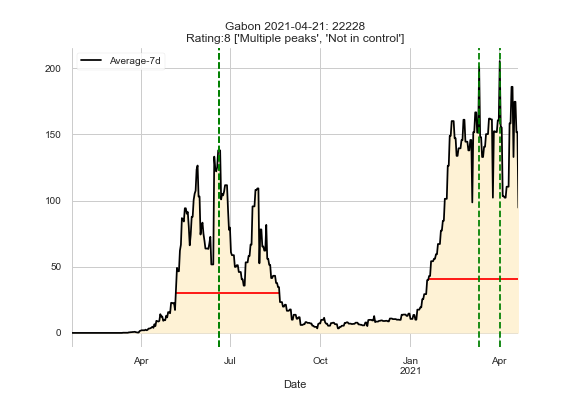 Gabon 2021-04-21: 22228
Rating:8 ['Multiple peaks', 'Not in control']
Average-7d
200
150
100
50
0
Apr Jul Oct Jan Apr
2021
Date